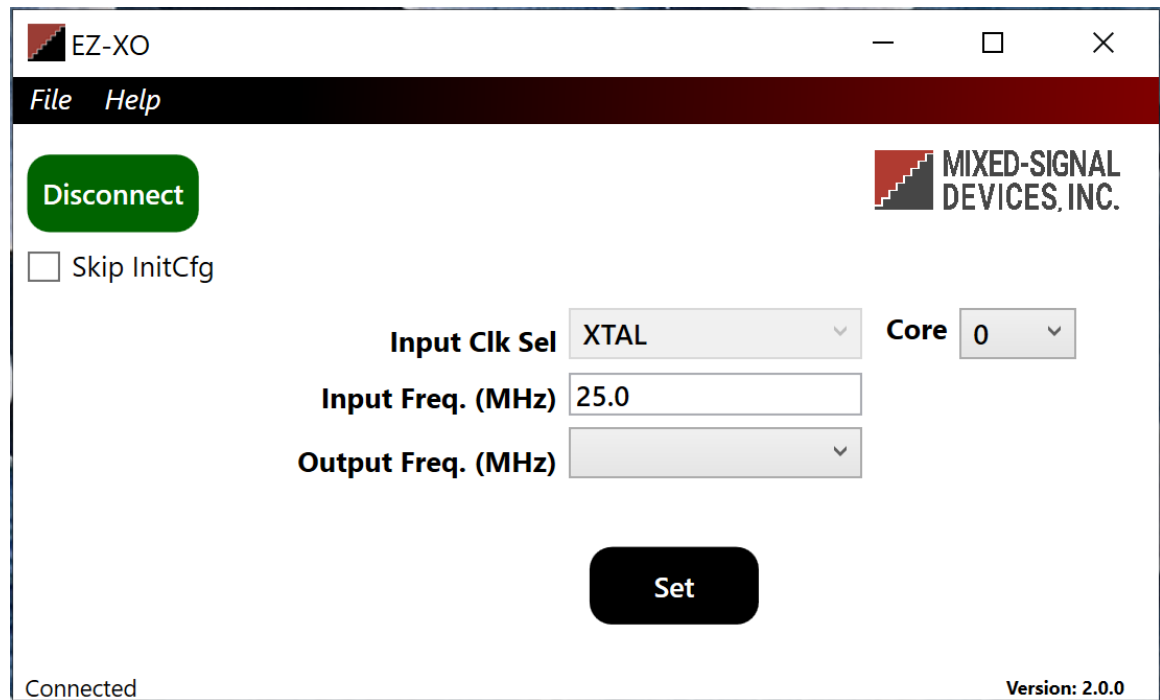 EZ-XO
File Help
Disconnect
MIXED-SIGNAL
DEVICES, INC.
Skip InitCfg
Input Clk Sel XTAL Core 0
Input Freq. (MHz) 25.0
Output Freq. (MHz)
Set
Connected Version: 2.0.0